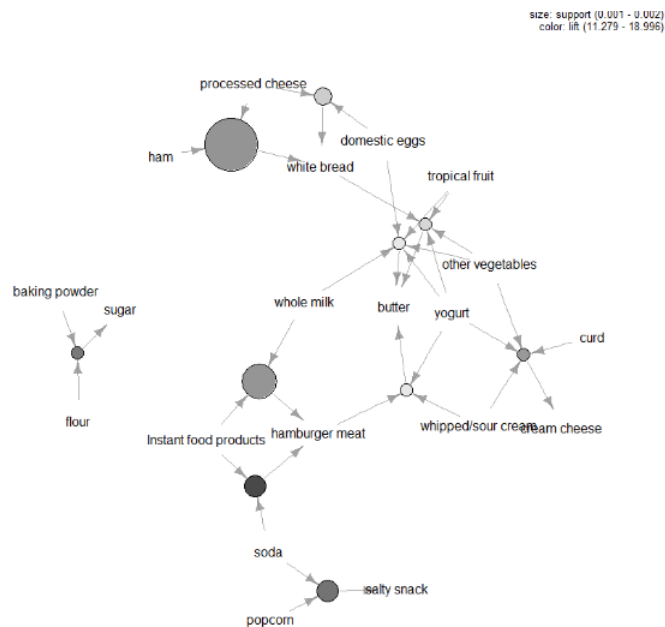 size: support (0.001 - 0.002)
color: lift (11.279 - 18.996)
processed cheese
domestic eggs
ham
white bread
tropical fruit
other vegetables
baking powder
whole milk
butter
yogurt
sugar
curd
flour
Instant food products
hamburger meat
whipped/sour cream
cream cheese
soda
salty snack
popcorn